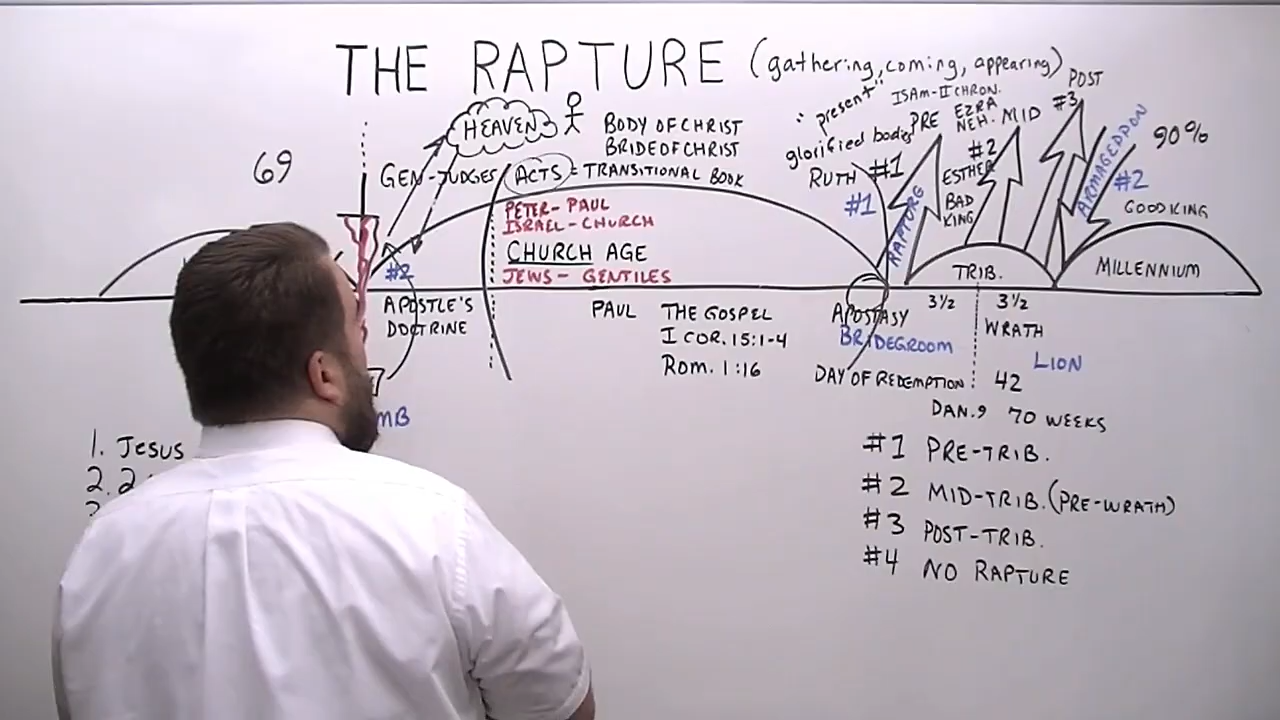 THE RAPTURE (gathering, coming, appearing)
POST
#3
"present"
ISAM-II CHRON.
EZRA
NEH.
MID
#2
PRE
glorified bodies
HEAVEN
BODY OF CHRIST
BRIDE OF CHRIST
90%
69
GEN-JUDGES
ACTS = TRANSITIONAL BOOK
RUTH
#1
#1
ESTHER
BAD
KING
RAPTURE
ARMAGEDDON
#2
GOOD KING
PETER-PAUL
ISRAEL-CHURCH
CHURCH AGE
JEWS-GENTILES
#2
TRIB.
MILLENNIUM
APOSTLE'S
DOCTRINE
PAUL
THE GOSPEL
I COR. 15:1-4
Rom. 1:16
APOSTASY
BRIDEGROOM
3½
3½
WRATH
LION
DAY OF REDEMPTION
42
DAN. 9
70 WEEKS
MB
1. Jesus
2. 2
#1 PRE-TRIB.
#2 MID-TRIB. (PRE-WRATH)
#3 POST-TRIB.
#4 NO RAPTURE